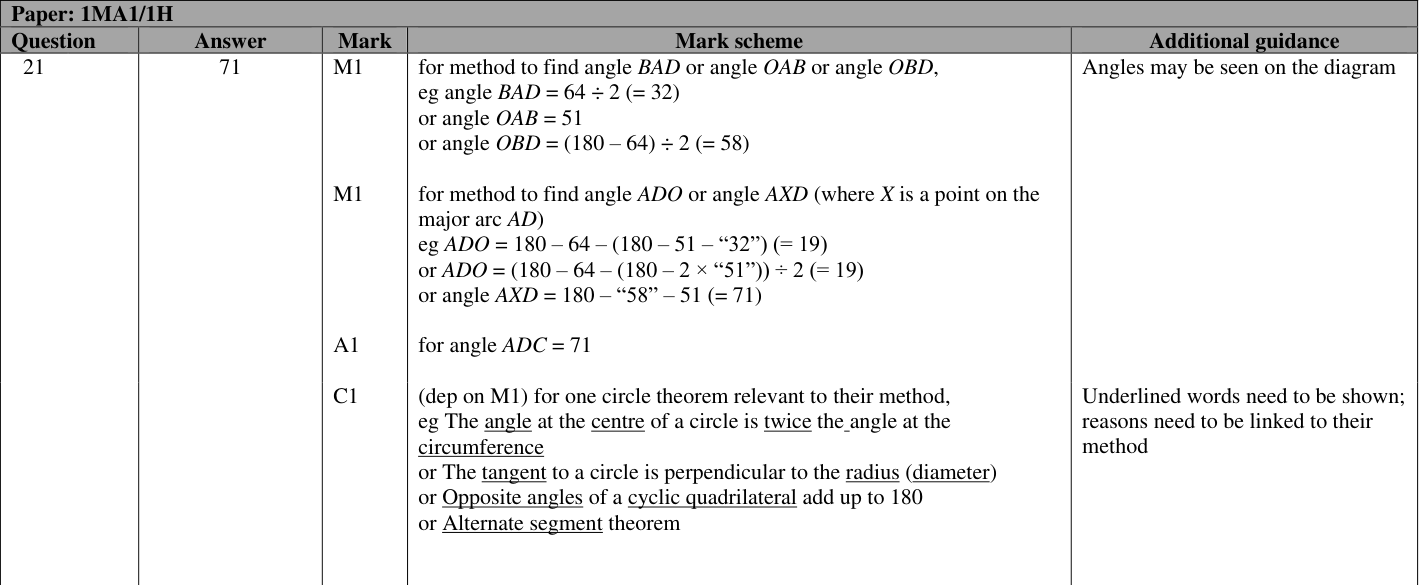 Paper: 1MA1/1H
Question Answer Mark Mark scheme Additional guidance
21 71 M1 for method to find angle BAD or angle OAB or angle OBD, Angles may be seen on the diagram
eg angle BAD = 64 ÷ 2 (= 32)
or angle OAB = 51
or angle OBD = (180 – 64) ÷ 2 (= 58)
M1 for method to find angle ADO or angle AXD (where X is a point on the
major arc AD)
eg ADO = 180 – 64 – (180 – 51 – “32”) (= 19)
or ADO = (180 – 64 – (180 – 2 × “51”)) ÷ 2 (= 19)
or angle AXD = 180 – “58” – 51 (= 71)
A1 for angle ADC = 71
C1 (dep on M1) for one circle theorem relevant to their method, Underlined words need to be shown;
eg The angle at the centre of a circle is twice the angle at the reasons need to be linked to their
circumference method
or The tangent to a circle is perpendicular to the radius (diameter)
or Opposite angles of a cyclic quadrilateral add up to 180
or Alternate segment theorem